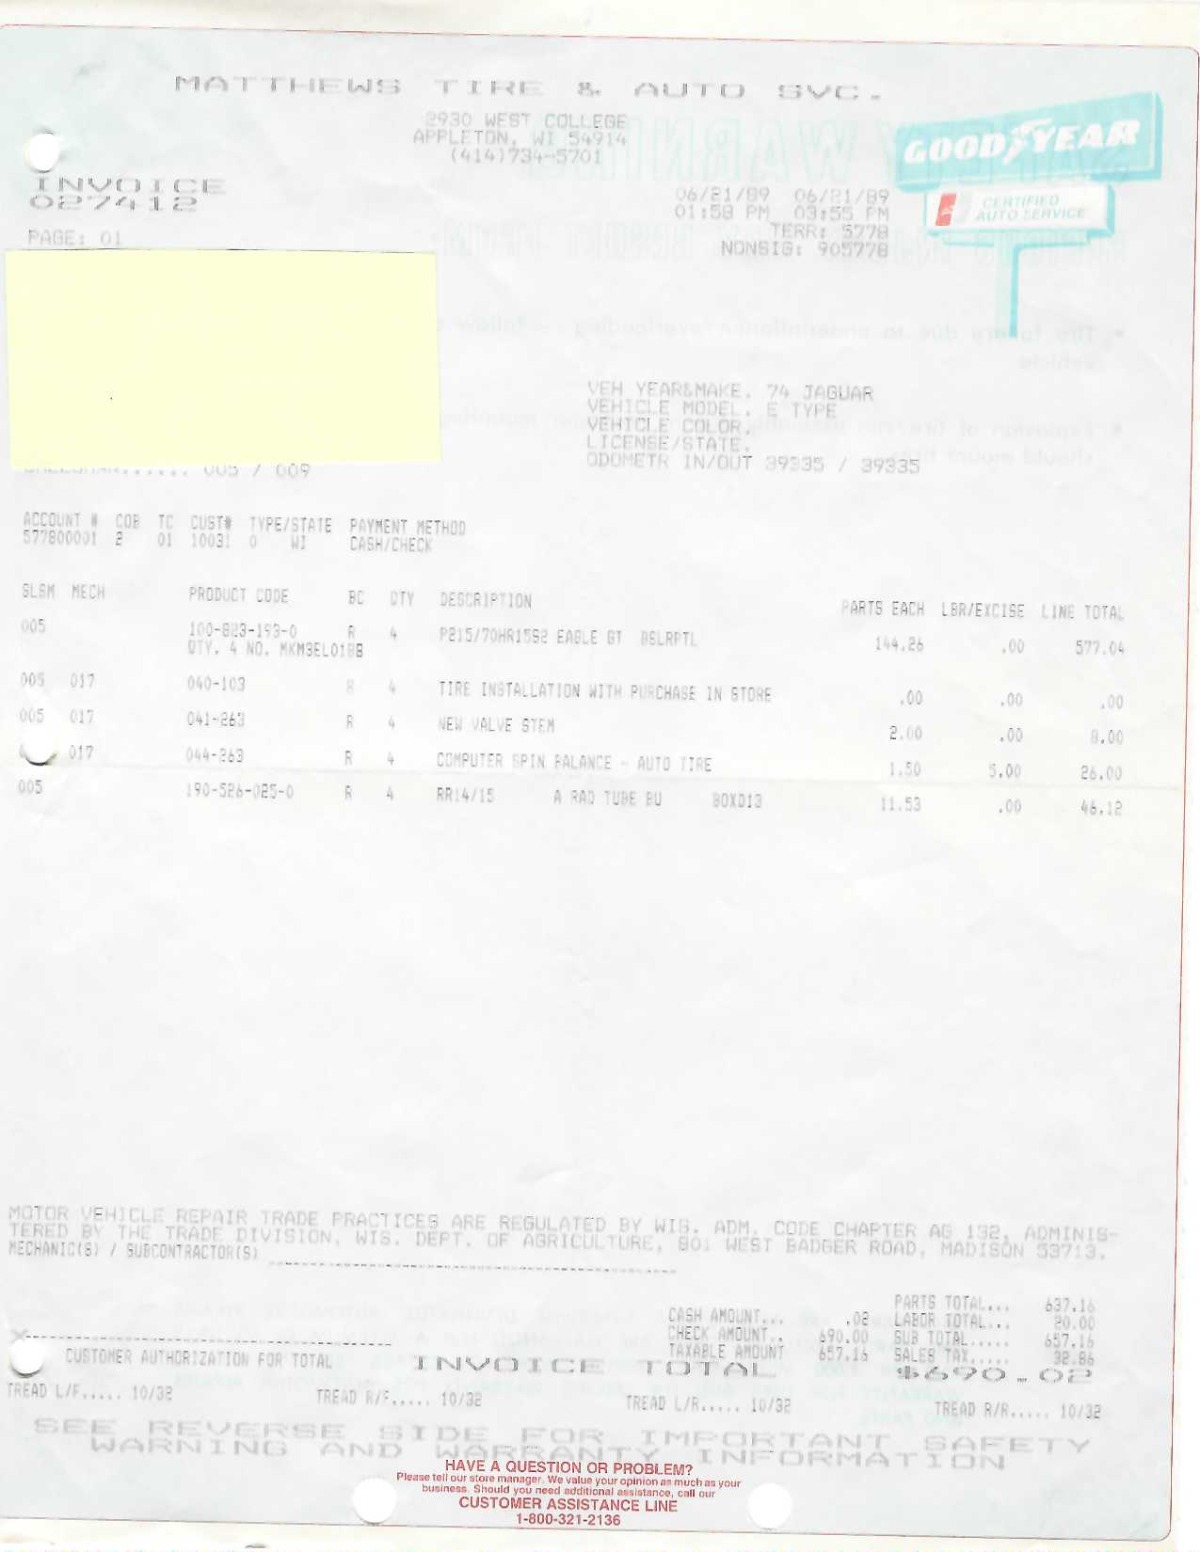 MATTHEWS TIRE & AUTO SVC.
2930 WEST COLLEGE
APPLETON, WI 54914
(414)734-5701
GOODYEAR
CERTIFIED
AUTO SERVICE
INVOICE
027412
PAGE: 01
06/21/89 06/21/89
01:58 PM 03:55 PM
TERR: 5778
NONSIG: 905778
VEH YEAR&MAKE. 74 JAGUAR
VEHICLE MODEL. E TYPE
VEHICLE COLOR.
LICENSE/STATE.
ODOMETR IN/OUT 39335 / 39335
005 / 009
ACCOUNT # COB TC CUST# TYPE/STATE PAYMENT METHOD
577800001 2 01 10031 0 WI CASH/CHECK
SLSM MECH PRODUCT CODE BC QTY DESCRIPTION PARTS EACH LBR/EXCISE LINE TOTAL
005 100-823-193-0 R 4 P215/70HR15S2 EAGLE GT BSLRPTL 144.26 .00 577.04
QTY. 4 NO. MKM3EL018B
005 017 040-103 R 4 TIRE INSTALLATION WITH PURCHASE IN STORE .00 .00 .00
005 017 041-263 R 4 NEW VALVE STEM 2.00 .00 8.00
017 044-263 R 4 COMPUTER SPIN BALANCE - AUTO TIRE 1.50 5.00 26.00
005 190-526-025-0 R 4 RR14/15 A RAD TUBE BU BOXD13 11.53 .00 46.12
MOTOR VEHICLE REPAIR TRADE PRACTICES ARE REGULATED BY WIS. ADM. CODE CHAPTER AG 132, ADMINIS-
TERED BY THE TRADE DIVISION, WIS. DEPT. OF AGRICULTURE, 801 WEST BADGER ROAD, MADISON 53713.
MECHANIC(S) / SUBCONTRACTOR(S)
PARTS TOTAL... 637.16
CASH AMOUNT... .02 LABOR TOTAL... 20.00
CHECK AMOUNT.. 690.00 SUB TOTAL..... 657.16
TAXABLE AMOUNT 657.16 SALES TAX..... 32.86
X
CUSTOMER AUTHORIZATION FOR TOTAL INVOICE TOTAL $690.02
TREAD L/F..... 10/32 TREAD R/F..... 10/32 TREAD L/R..... 10/32 TREAD R/R..... 10/32
SEE REVERSE SIDE FOR IMPORTANT SAFETY
WARNING AND WARRANTY INFORMATION
HAVE A QUESTION OR PROBLEM?
Please tell our store manager. We value your opinion as much as your
business. Should you need additional assistance, call our
CUSTOMER ASSISTANCE LINE
1-800-321-2136